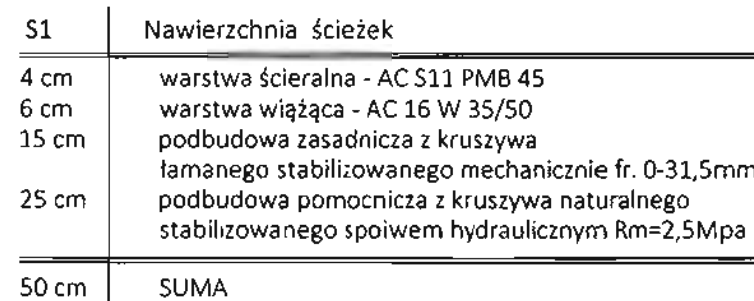 S1 Nawierzchnia ścieżek
4 cm warstwa ścieralna - AC S11 PMB 45
6 cm warstwa wiążąca - AC 16 W 35/50
15 cm podbudowa zasadnicza z kruszywa
łamanego stabilizowanego mechanicznie fr. 0-31,5mm
25 cm podbudowa pomocnicza z kruszywa naturalnego
stabilizowanego spoiwem hydraulicznym Rm=2,5Mpa
50 cm SUMA